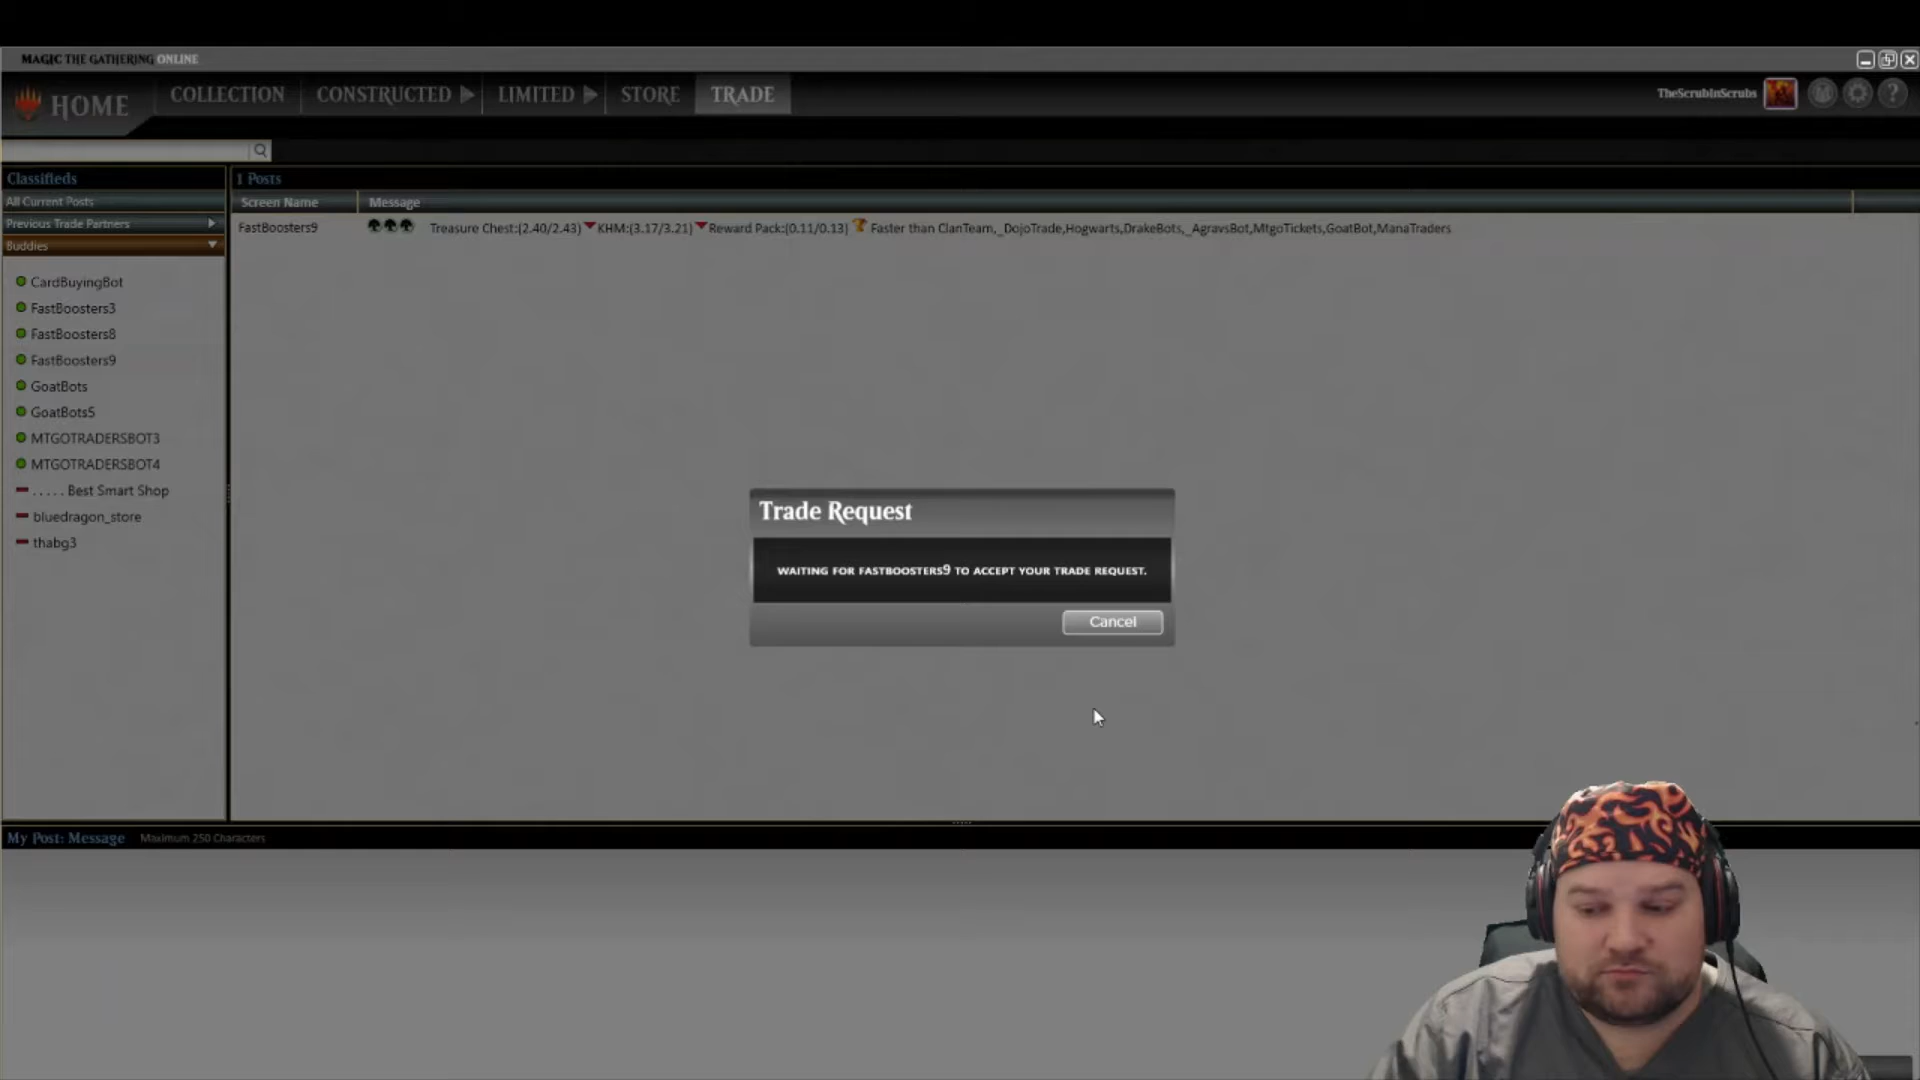 MAGIC THE GATHERING ONLINE
HOME
COLLECTION
CONSTRUCTED
LIMITED
STORE
TRADE
TheScrubInScrubs
Classifieds
All Current Posts
Previous Trade Partners
Buddies
CardBuyingBot
FastBoosters3
FastBoosters8
FastBoosters9
GoatBots
GoatBots5
MTGOTRADERSBOT3
MTGOTRADERSBOT4
. . . . . Best Smart Shop
bluedragon_store
thabg3
1 Posts
Screen Name Message
FastBoosters9 Treasure Chest:(2.40/2.43) KHM:(3.17/3.21) Reward Pack:(0.11/0.13) Faster than ClanTeam,_DojoTrade,Hogwarts,DrakeBots,_AgravsBot,MtgoTickets,GoatBot,ManaTraders
Trade Request
WAITING FOR FASTBOOSTERS9 TO ACCEPT YOUR TRADE REQUEST.
Cancel
My Post: Message Maximum 250 Characters